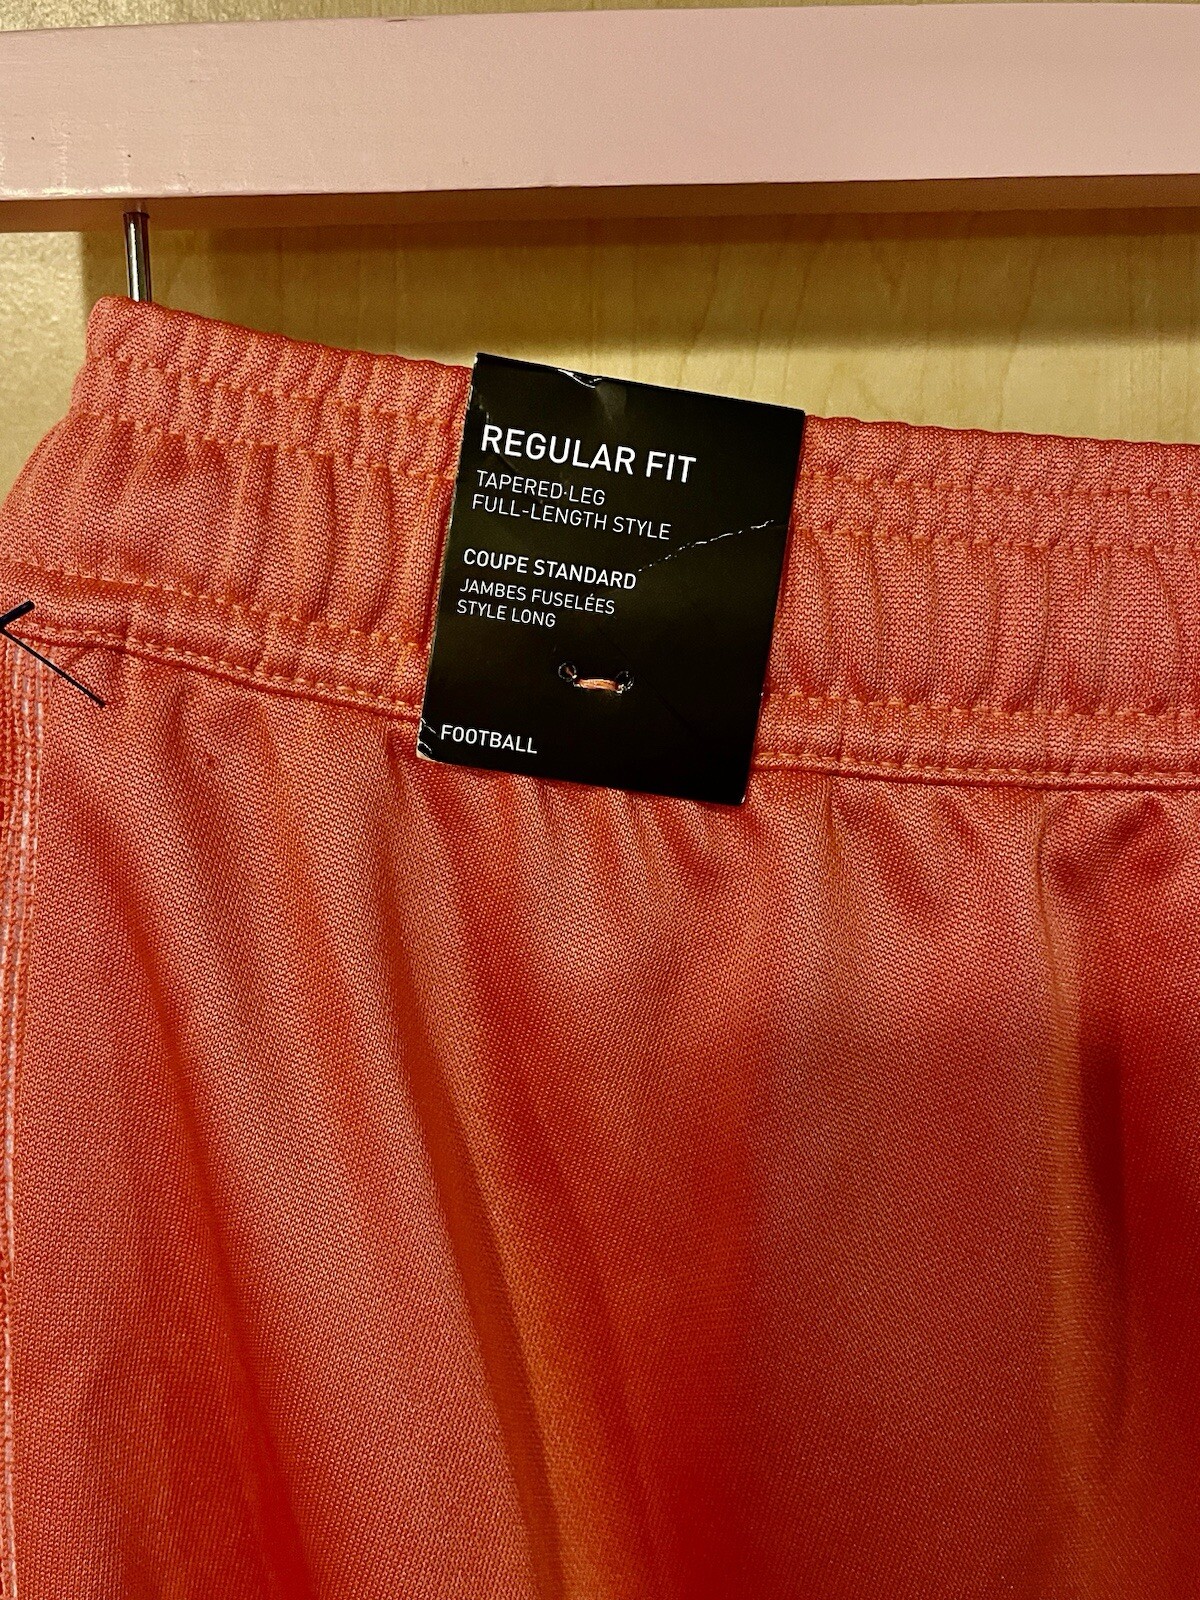 REGULAR FIT
TAPERED-LEG
FULL-LENGTH STYLE
COUPE STANDARD
JAMBES FUSELÉES
STYLE LONG
FOOTBALL